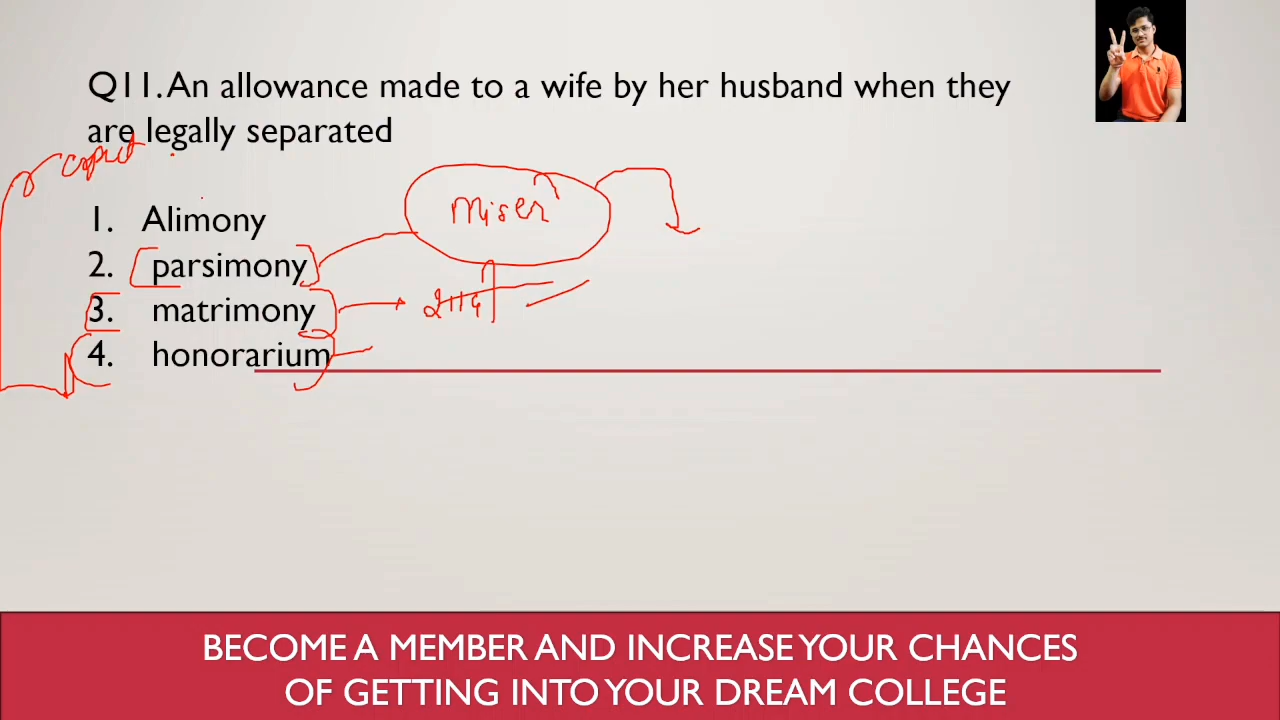 Q11. An allowance made to a wife by her husband when they
are legally separated
1. Alimony
miser
2. parsimony
3. matrimony
4. honorarium
BECOME A MEMBER AND INCREASE YOUR CHANCES
OF GETTING INTO YOUR DREAM COLLEGE